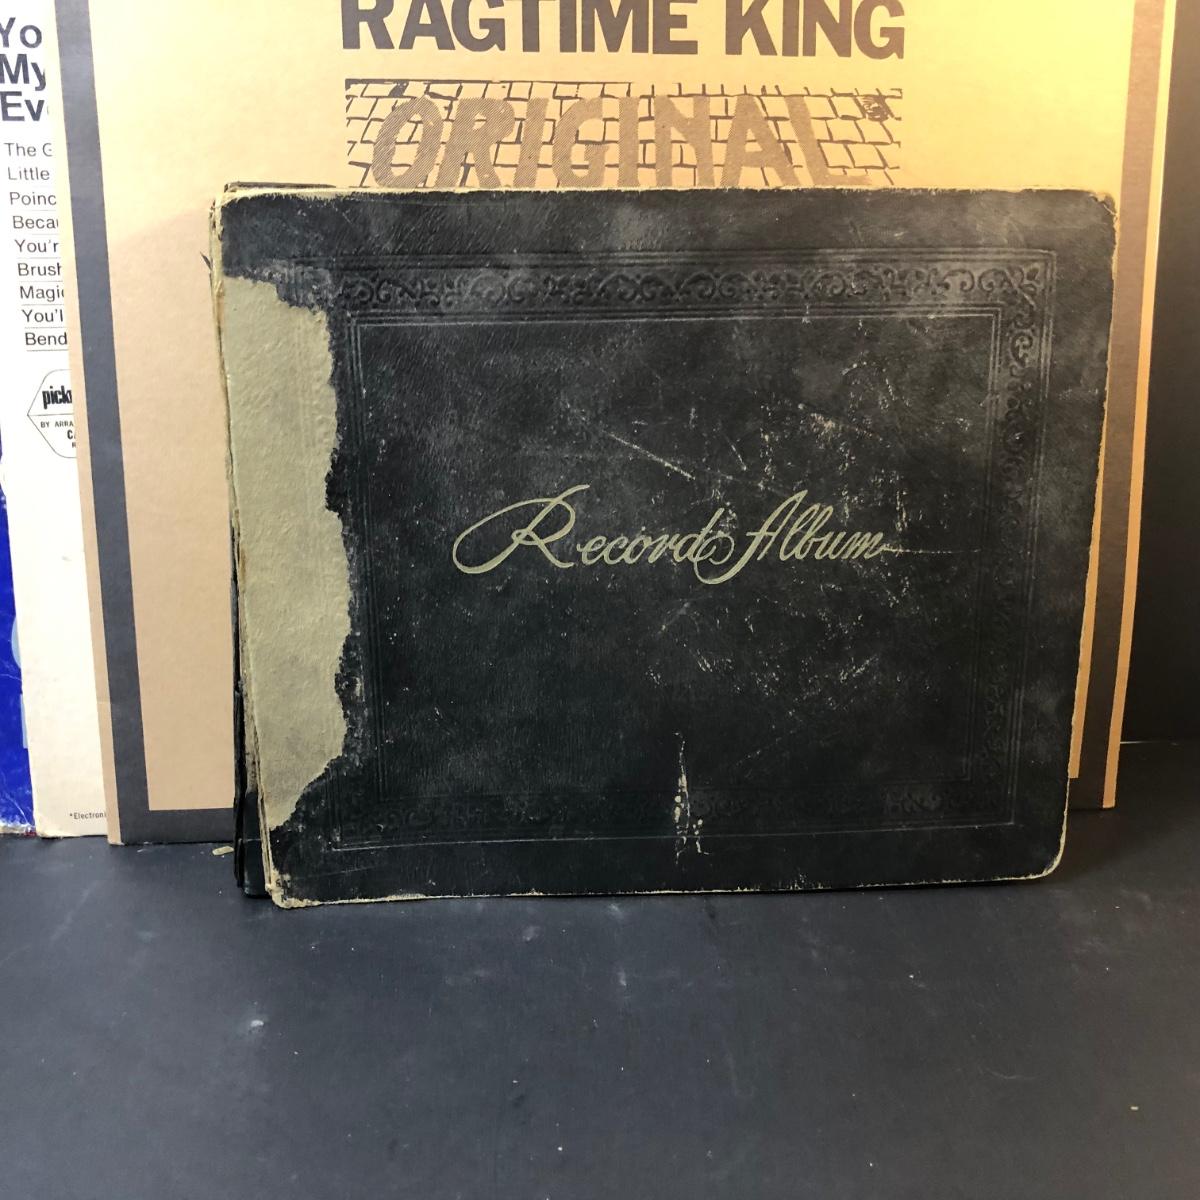 RAGTIME KING
ORIGINAL
Record Album
Yo
My
Ev
The G
Little
Poinc
Becau
You'r
Brush
Magic
You'l
Bend
pick
BY ARRA
C
*Electroni